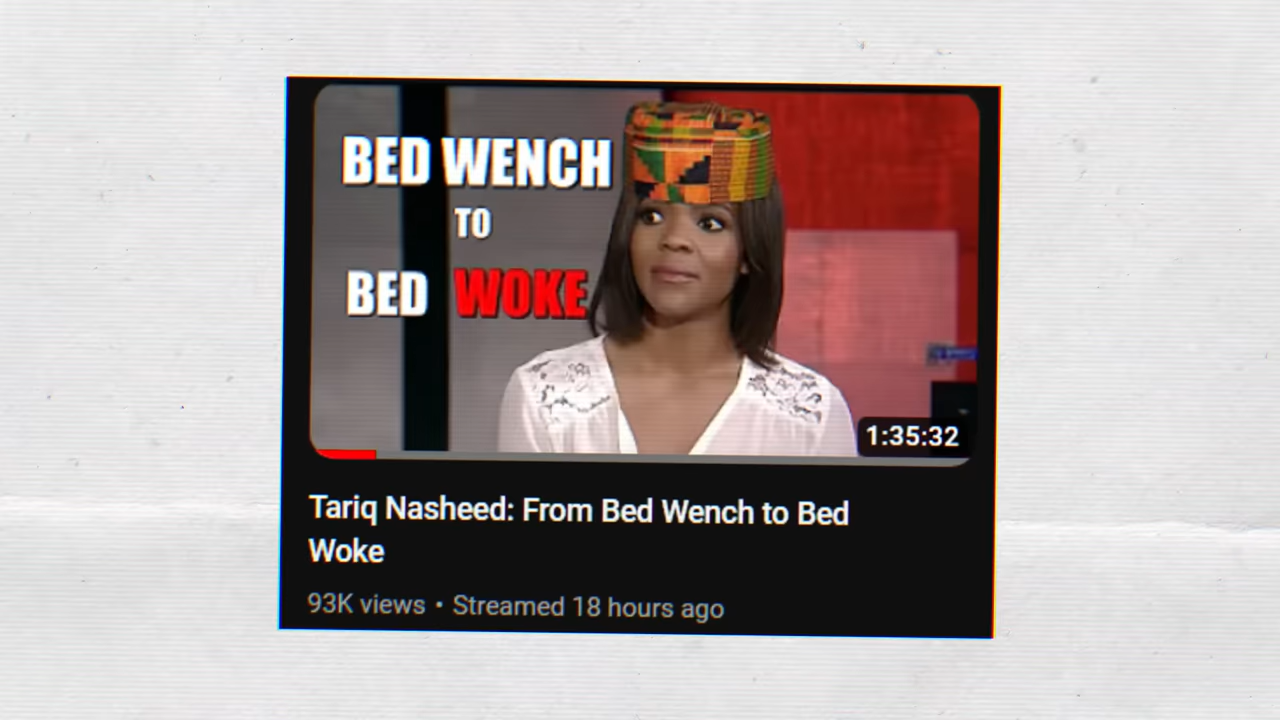 BED WENCH
TO
BED WOKE
1:35:32
Tariq Nasheed: From Bed Wench to Bed
Woke
93K views • Streamed 18 hours ago